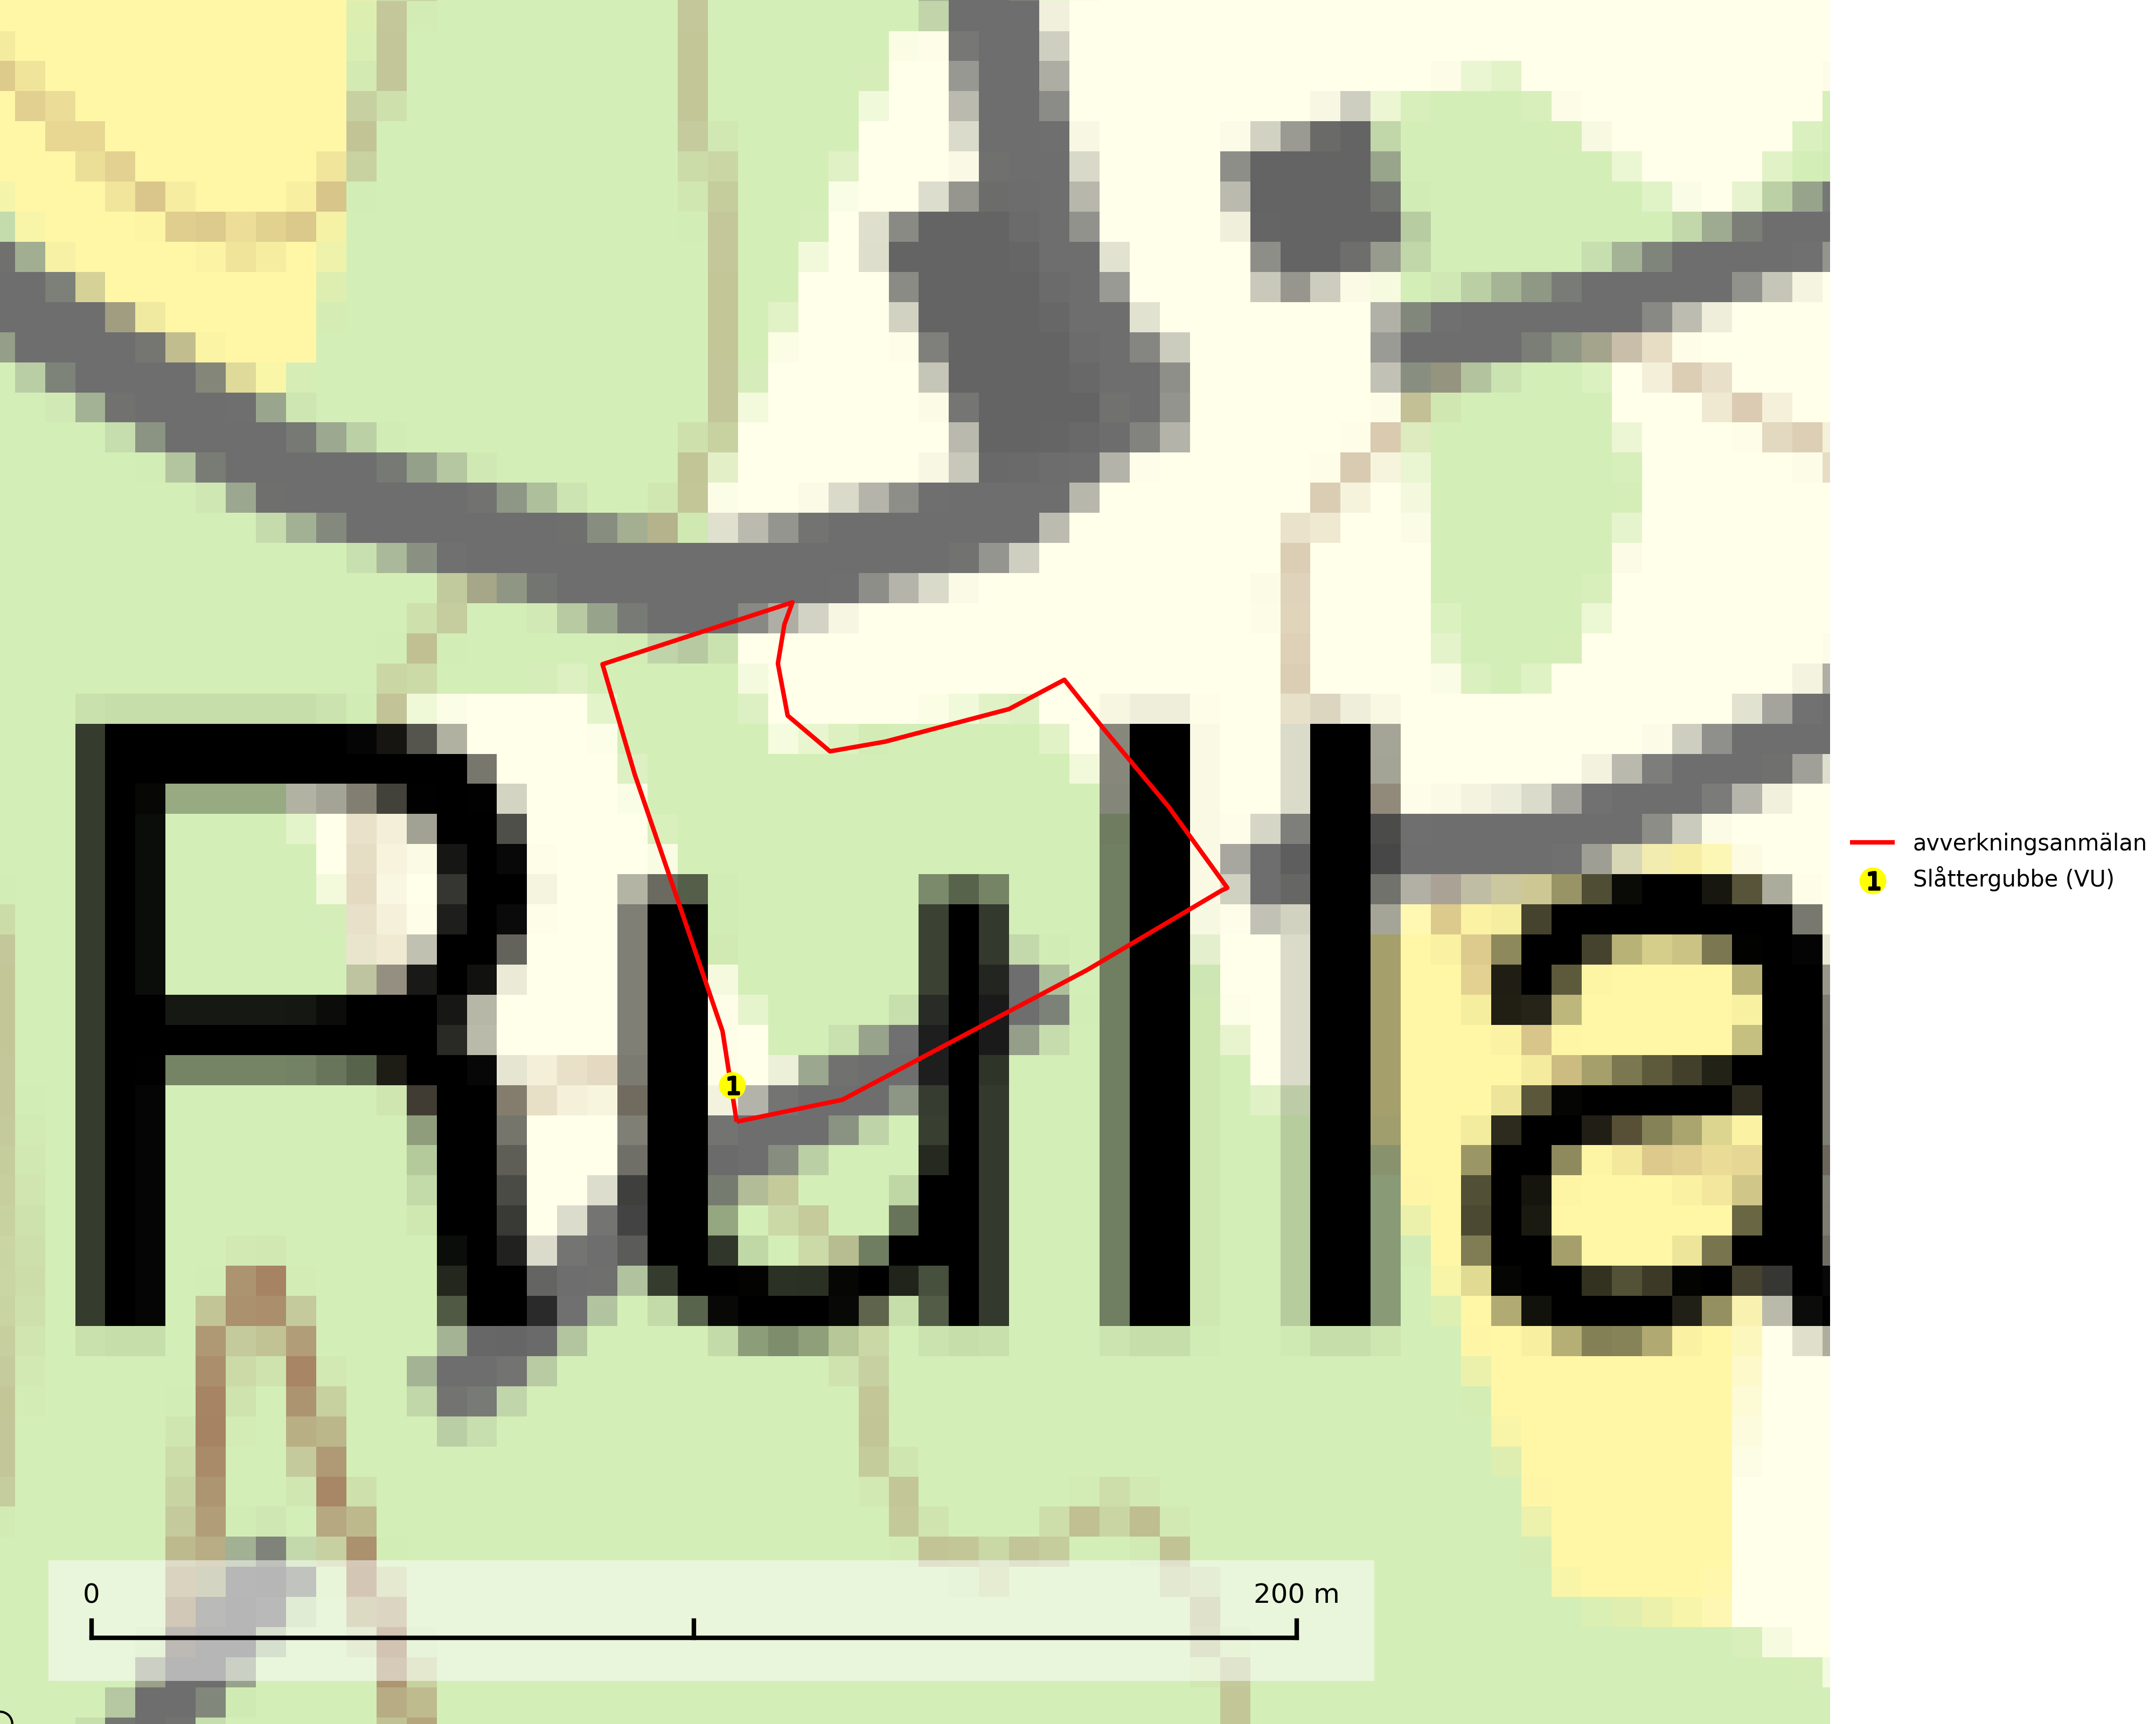 Rulla
avverkningsanmälan
1 Slåttergubbe (VU)
1
0 200 m